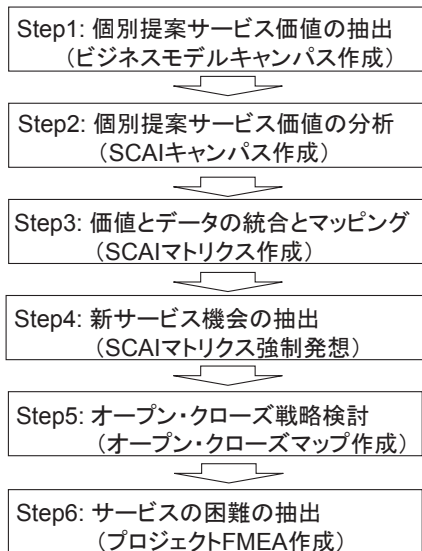 Step1: 個別提案サービス価値の抽出
（ビジネスモデルキャンパス作成）
Step2: 個別提案サービス価値の分析
（SCAIキャンパス作成）
Step3: 価値とデータの統合とマッピング
（SCAIマトリクス作成）
Step4: 新サービス機会の抽出
（SCAIマトリクス強制発想）
Step5: オープン・クローズ戦略検討
（オープン・クローズマップ作成）
Step6: サービスの困難の抽出
（プロジェクトFMEA作成）